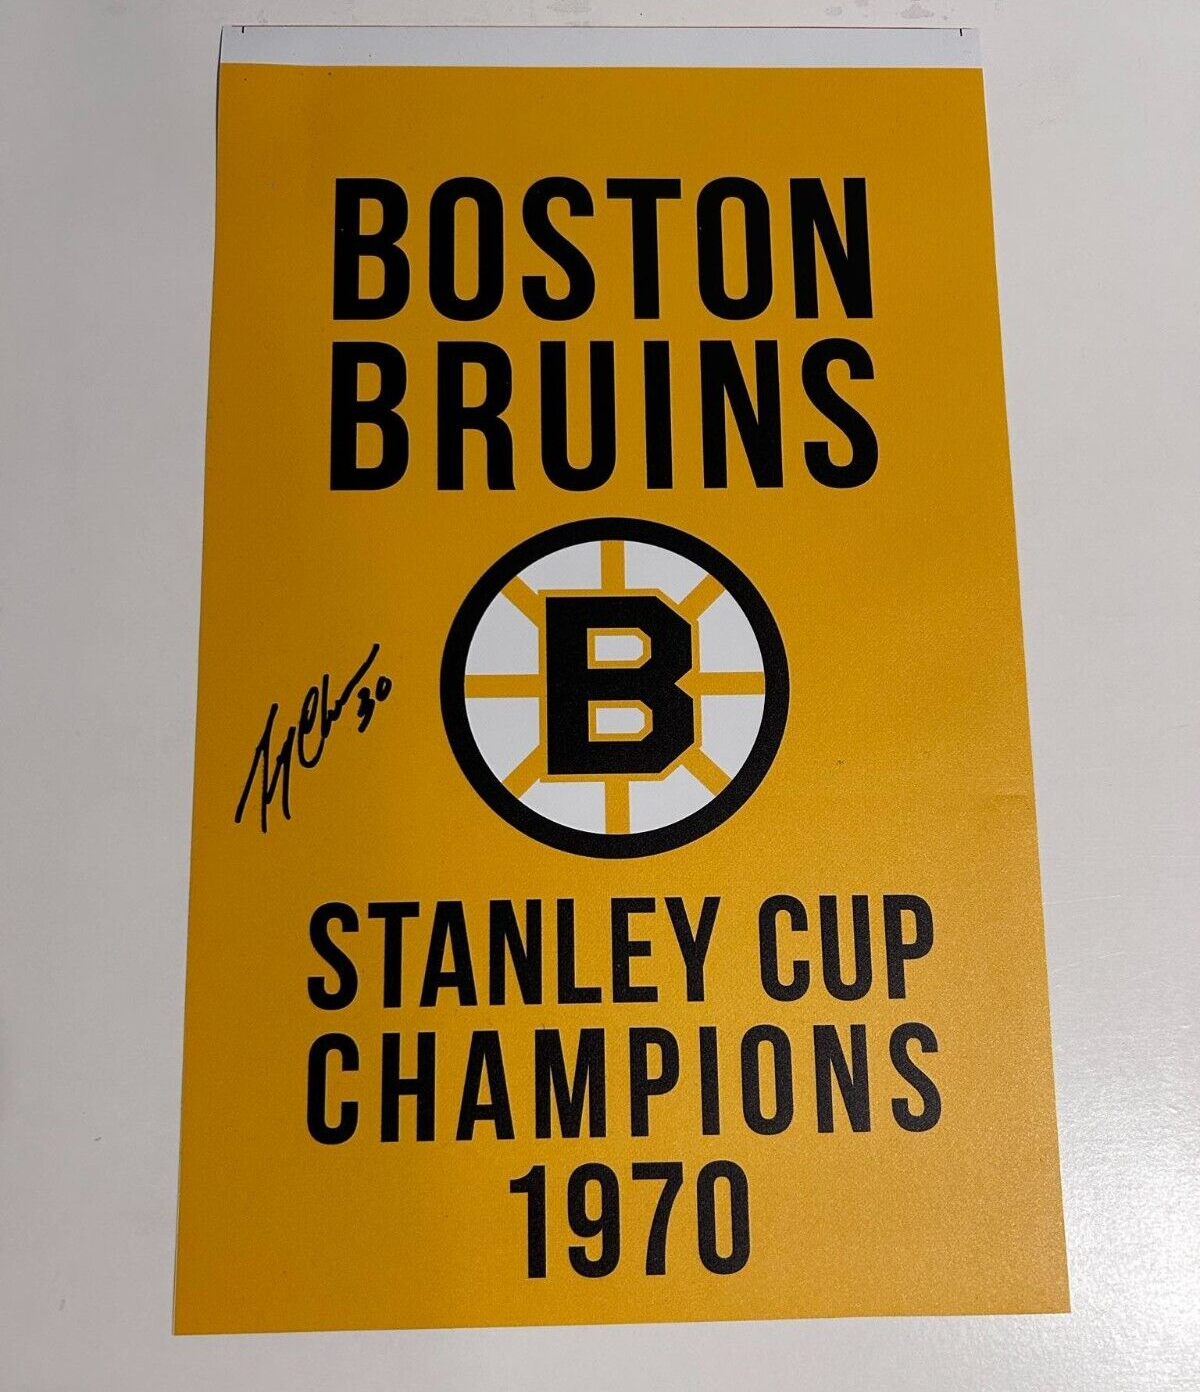 BOSTON
BRUINS
B
30
STANLEY CUP
CHAMPIONS
1970